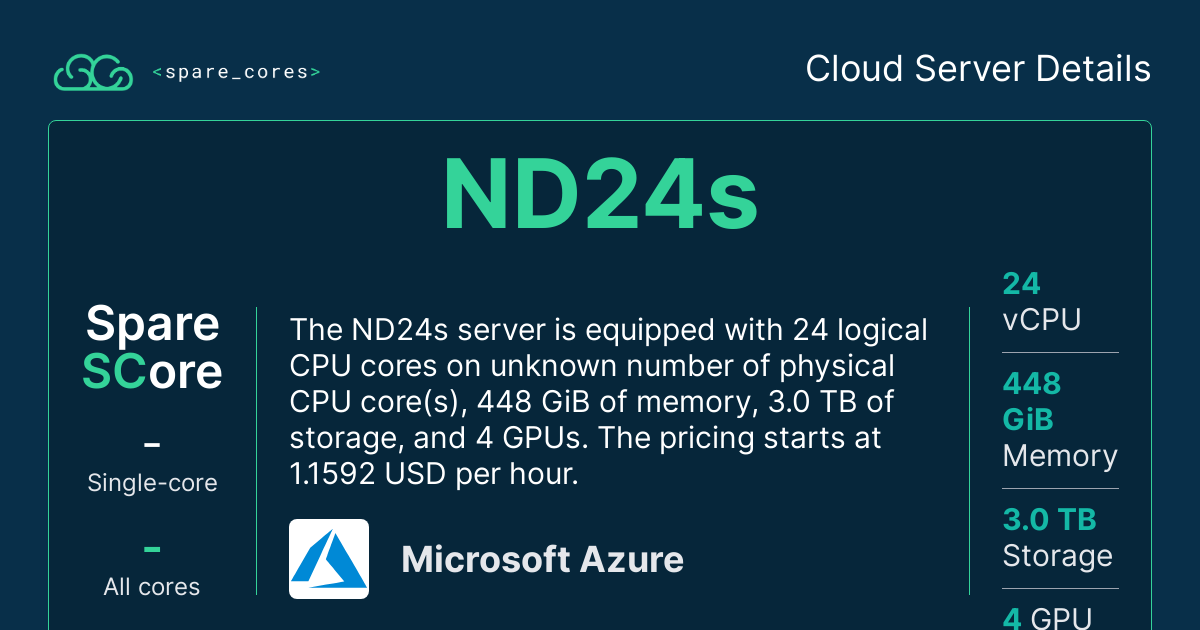 <spare_cores>
Cloud Server Details
ND24s
Spare
SCore
–
Single-core
–
All cores
The ND24s server is equipped with 24 logical
CPU cores on unknown number of physical
CPU core(s), 448 GiB of memory, 3.0 TB of
storage, and 4 GPUs. The pricing starts at
1.1592 USD per hour.
Microsoft Azure
24
vCPU
448
GiB
Memory
3.0 TB
Storage
4 GPU